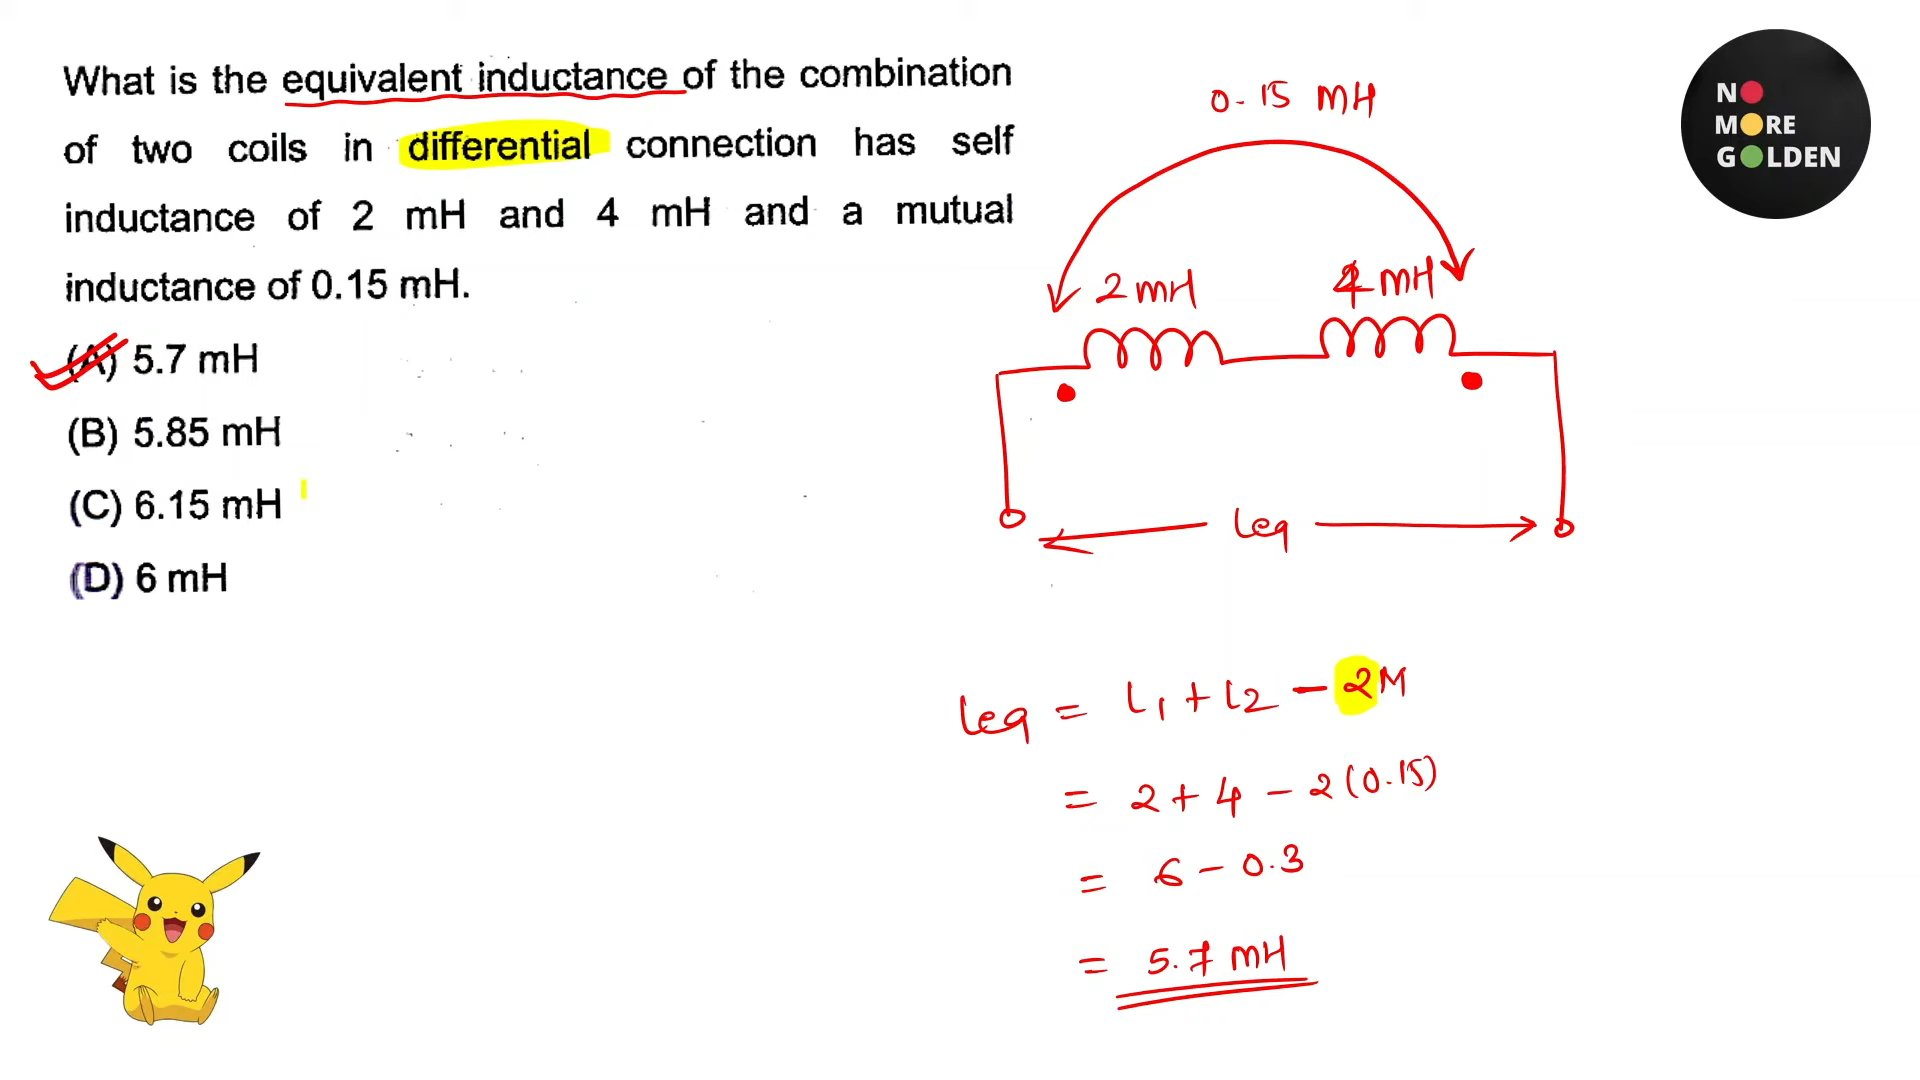 What is the equivalent inductance of the combination
of two coils in differential connection has self
inductance of 2 mH and 4 mH and a mutual
inductance of 0.15 mH.
(A) 5.7 mH
(B) 5.85 mH
(C) 6.15 mH
(D) 6 mH
0.15 mH
2 mH
4 mH
Leq
Leq = L1 + L2 - 2M
= 2 + 4 - 2 (0.15)
= 6 - 0.3
= 5.7 mH
NO
MORE
GOLDEN